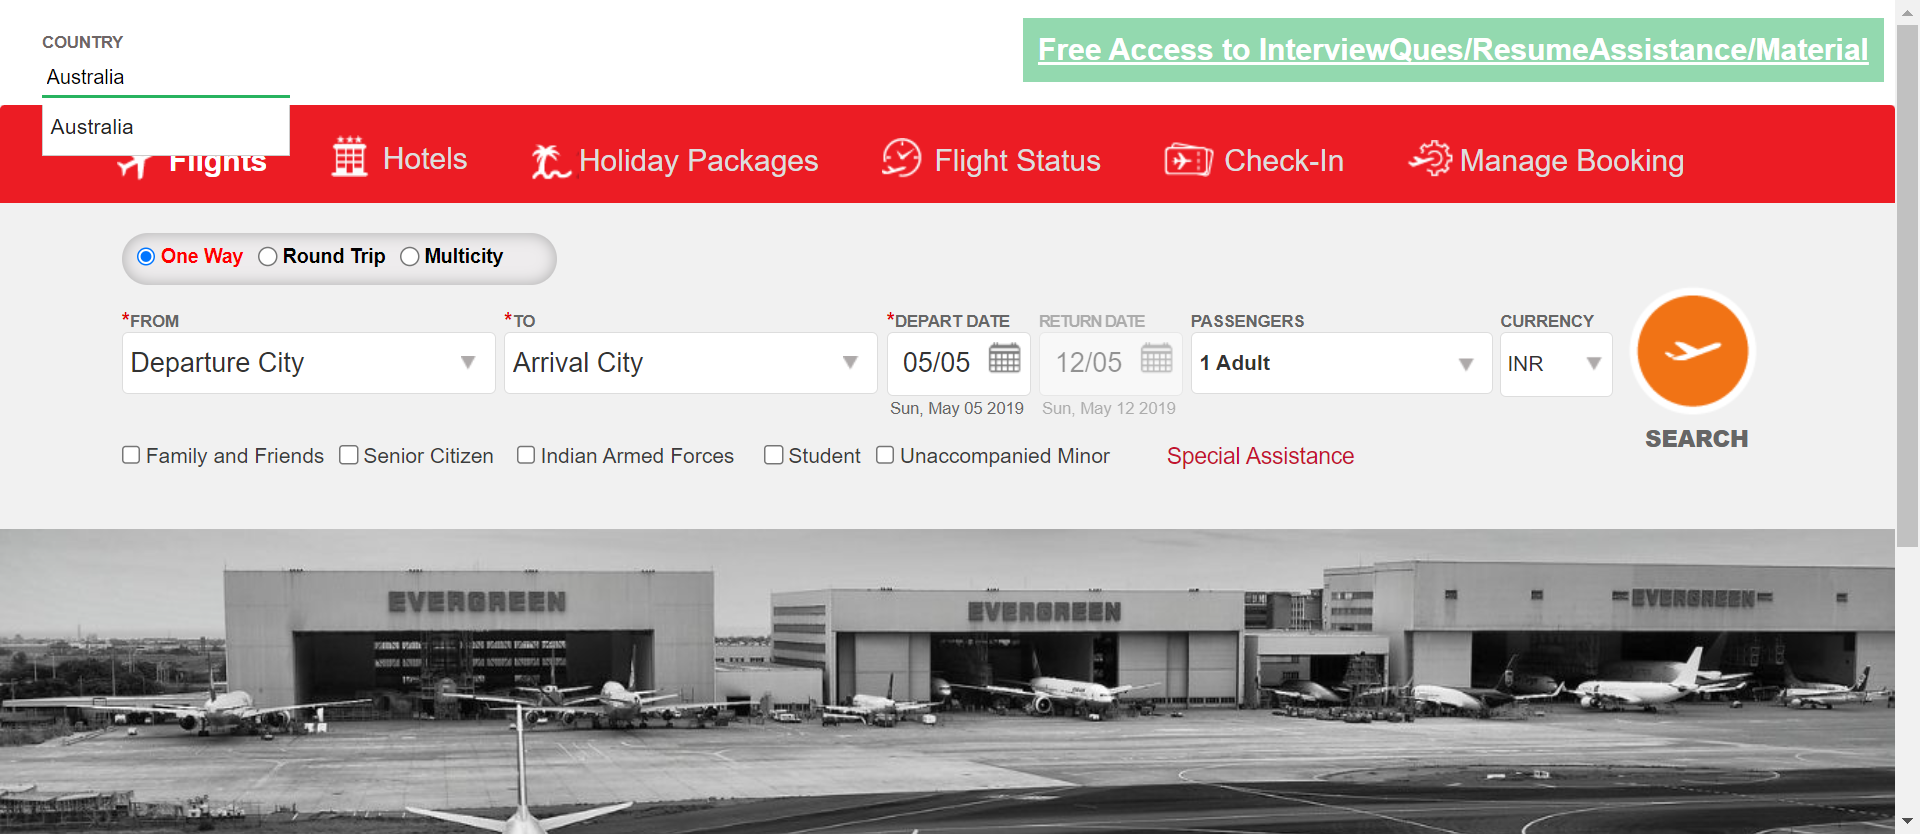 COUNTRY
Australia
Australia
Free Access to InterviewQues/ResumeAssistance/Material
Flights
Hotels
Holiday Packages
Flight Status
Check-In
Manage Booking
One Way
Round Trip
Multicity
*FROM
*TO
*DEPART DATE
RETURN DATE
PASSENGERS
CURRENCY
Departure City
Arrival City
05/05
12/05
1 Adult
INR
Sun, May 05 2019
Sun, May 12 2019
SEARCH
Family and Friends
Senior Citizen
Indian Armed Forces
Student
Unaccompanied Minor
Special Assistance
EVERGREEN
EVERGREEN
EVERGREEN